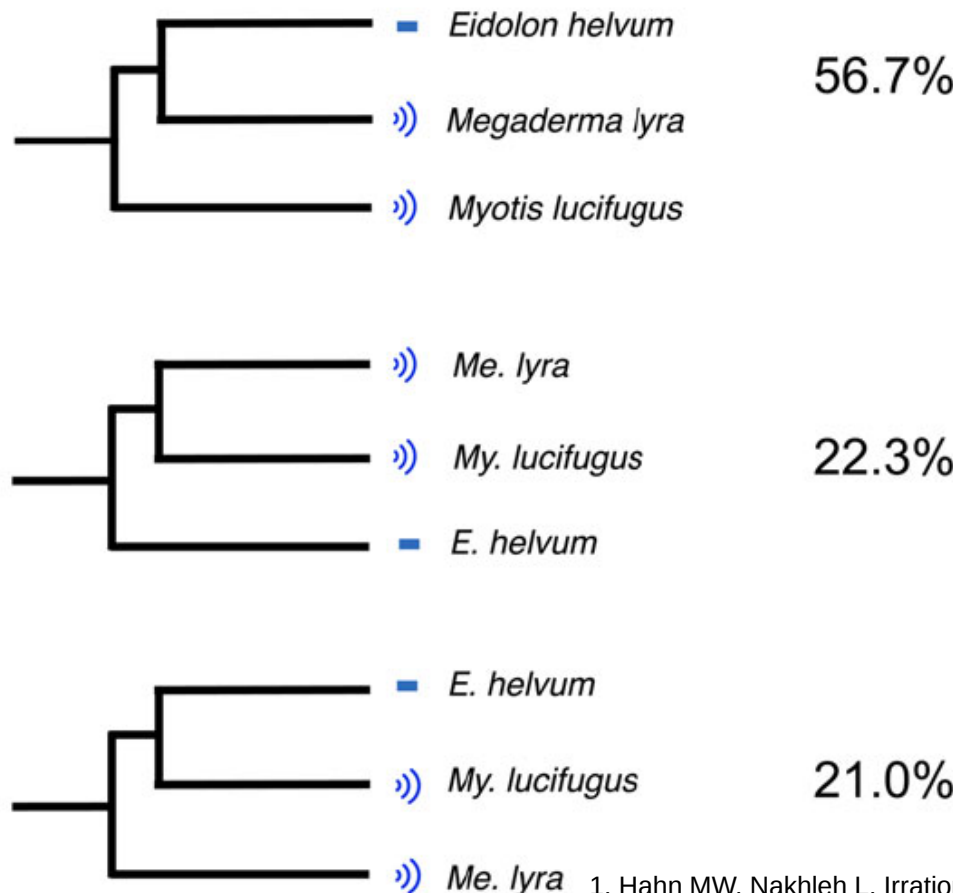 Eidolon helvum
56.7%
Megaderma lyra
Myotis lucifugus
Me. lyra
My. lucifugus
22.3%
E. helvum
E. helvum
My. lucifugus
21.0%
Me. lyra
1. Hahn MW, Nakhleh L. Irratio